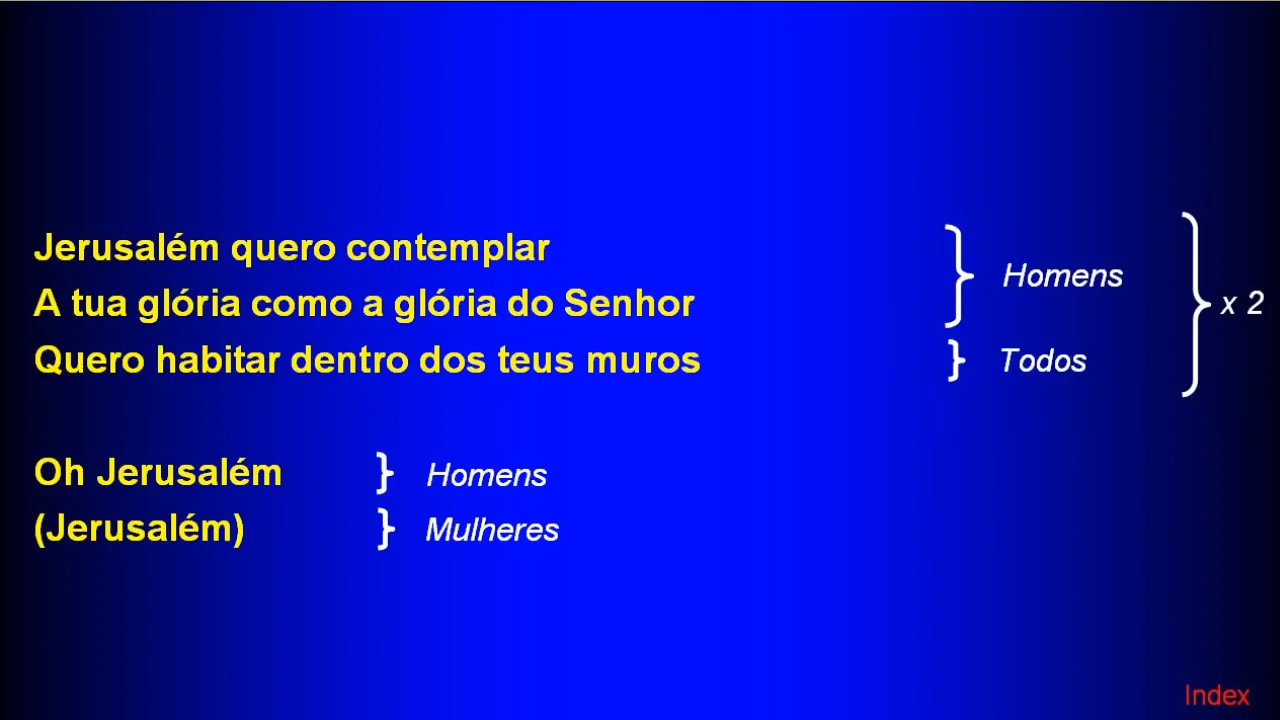 Jerusalém quero contemplar
A tua glória como a glória do Senhor
Homens
x 2
Quero habitar dentro dos teus muros
Todos
Oh Jerusalém
Homens
(Jerusalém)
Mulheres
Index